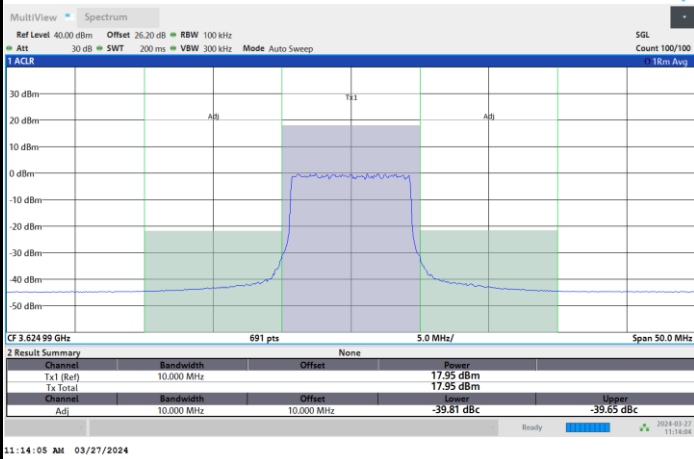 MultiView Spectrum
Ref Level 40.00 dBm Offset 26.20 dB RBW 100 kHz SGL
Att 30 dB SWT 200 ms VBW 300 kHz Mode Auto Sweep Count 100/100
1 ACLR 1Rm Avg
30 dBm
Tx1
20 dBm
Adj Adj
10 dBm
0 dBm
-10 dBm
-20 dBm
-30 dBm
-40 dBm
-50 dBm
CF 3.624 99 GHz 691 pts 5.0 MHz/ Span 50.0 MHz
2 Result Summary None
Channel Bandwidth Offset Power
Tx1 (Ref) 10.000 MHz 17.95 dBm
Tx Total 17.95 dBm
Channel Bandwidth Offset Lower Upper
Adj 10.000 MHz 10.000 MHz -39.81 dBc -39.65 dBc
Ready 2024-03-27
11:14:04
11:14:05 AM 03/27/2024